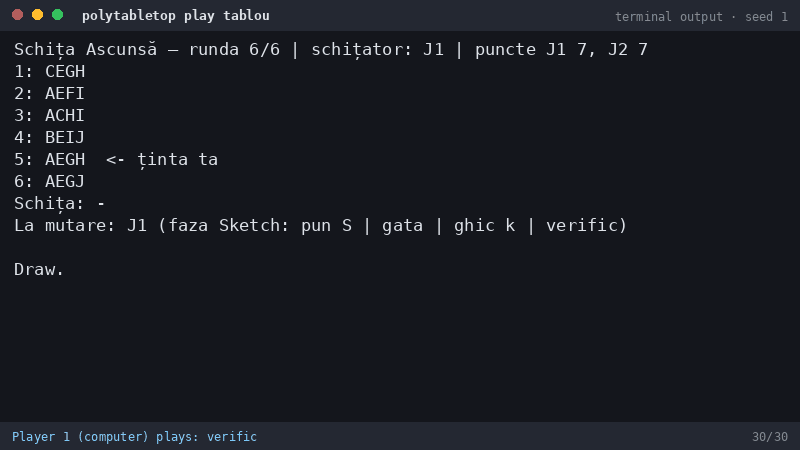 polytabletop play tablou
terminal output · seed 1
Schița Ascunsă — runda 6/6 | schițator: J1 | puncte J1 7, J2 7
1: CEGH
2: AEFI
3: ACHI
4: BEIJ
5: AEGH  <- ținta ta
6: AEGJ
Schița: -
La mutare: J1 (faza Sketch: pun S | gata | ghic k | verific)
Draw.
Player 1 (computer) plays: verific
30/30